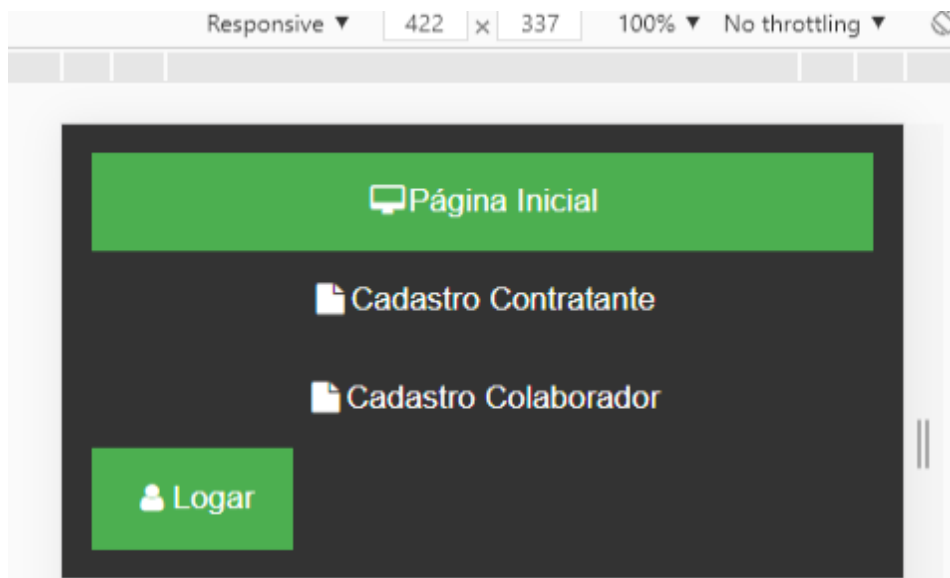 Responsive ▼ 422 × 337 100% ▼ No throttling ▼
Página Inicial
Cadastro Contratante
Cadastro Colaborador
Logar